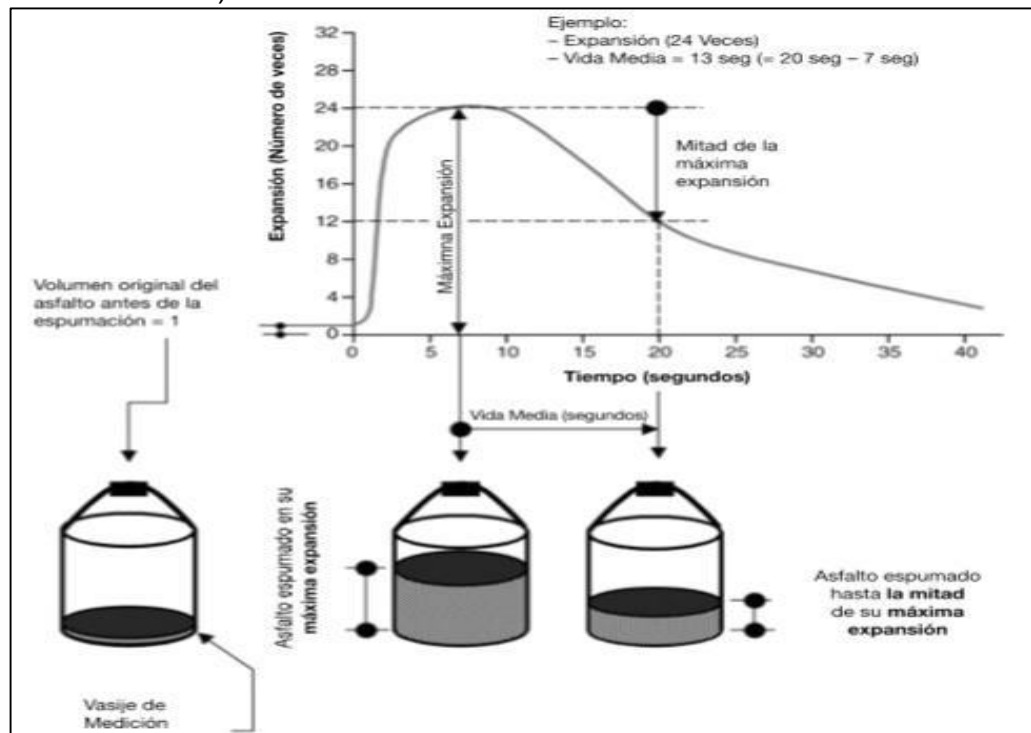 Ejemplo:
– Expansión (24 Veces)
– Vida Media = 13 seg (= 20 seg – 7 seg)
Expansión (Número de veces)
32
28
24
20
16
12
8
4
0
Máximna Expansión
Mitad de la
máxima
expansión
0 5 10 15 20 25 30 35 40
Tiempo (segundos)
Volumen original del
asfalto antes de la
espumación = 1
Vida Media (segundos)
Asfalto espumado en su
máxima expansión
Asfalto espumado
hasta la mitad
de su máxima
expansión
Vasije de
Medición